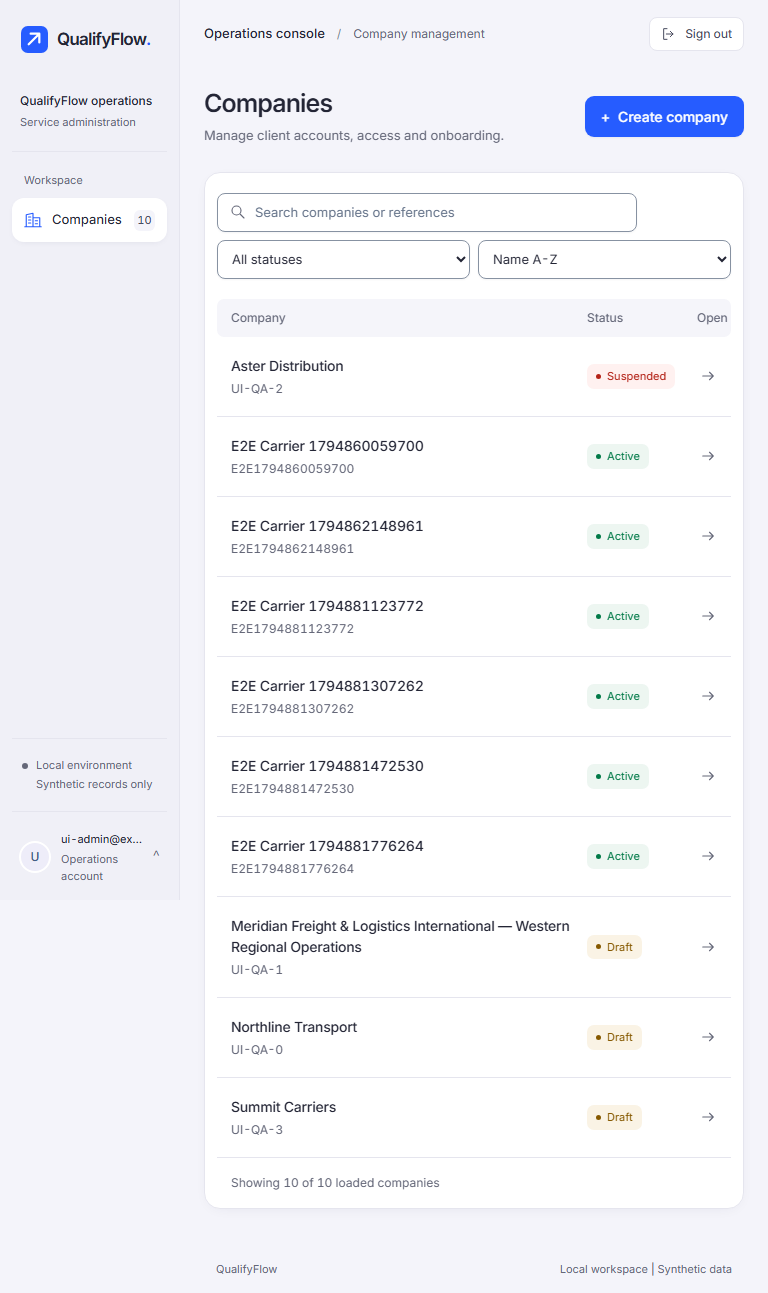 QualifyFlow.
QualifyFlow operations
Service administration
Workspace
Companies 10
Local environment
Synthetic records only
U
ui-admin@ex...
Operations
account
^
Operations console / Company management
Sign out
Companies
Manage client accounts, access and onboarding.
+ Create company
Search companies or references
All statuses
Name A-Z
Company Status Open
Aster Distribution
UI-QA-2
Suspended
E2E Carrier 1794860059700
E2E1794860059700
Active
E2E Carrier 1794862148961
E2E1794862148961
Active
E2E Carrier 1794881123772
E2E1794881123772
Active
E2E Carrier 1794881307262
E2E1794881307262
Active
E2E Carrier 1794881472530
E2E1794881472530
Active
E2E Carrier 1794881776264
E2E1794881776264
Active
Meridian Freight & Logistics International — Western
Regional Operations
UI-QA-1
Draft
Northline Transport
UI-QA-0
Draft
Summit Carriers
UI-QA-3
Draft
Showing 10 of 10 loaded companies
QualifyFlow
Local workspace | Synthetic data